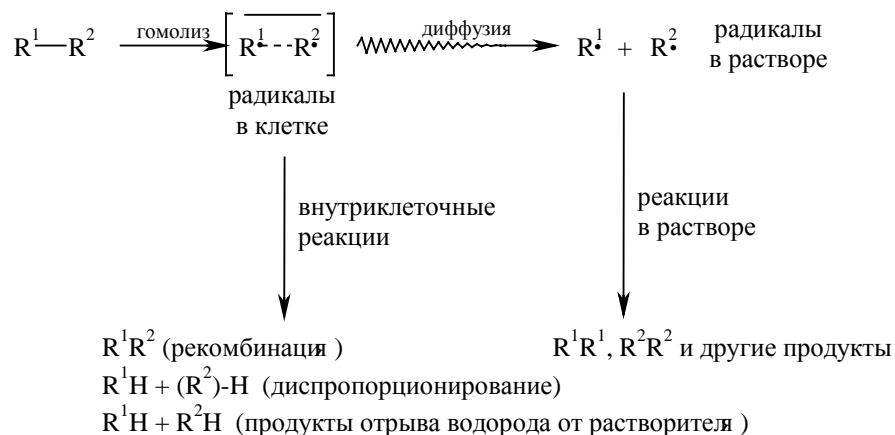 R¹—R² гомолиз [R¹•---R²•] диффузия R¹• + R²• радикалы
в растворе
радикалы
в клетке
внутриклеточные
реакции
реакции
в растворе
R¹R² (рекомбинация ) R¹R¹, R²R² и другие продукты
R¹H + (R²)-H (диспропорционирование)
R¹H + R²H (продукты отрыва водорода от растворителя )